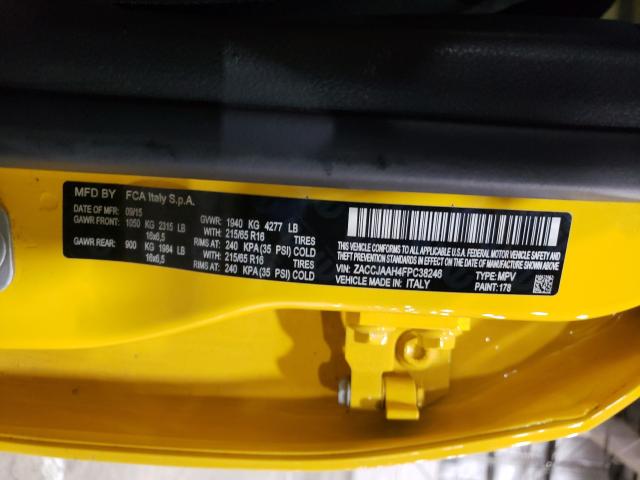 MFD BY FCA Italy S.p.A.
DATE OF MFR: 09/15 GVWR: 1940 KG 4277 LB
GAWR FRONT: 1050 KG 2315 LB WITH 215/65 R16 TIRES
16x6,5 RIMS AT: 240 KPA(35 PSI) COLD
GAWR REAR: 900 KG 1984 LB WITH: 215/65 R16 TIRES
16x6,5 RIMS AT: 240 KPA(35 PSI) COLD
THIS VEHICLE CONFORMS TO ALL APPLICABLE U.S.A. FEDERAL MOTOR VEHICLE SAFETY
AND THEFT PREVENTION STANDARDS IN EFFECT ON THE DATE OF MANUFACTURE SHOWN ABOVE.
VIN: ZACCJAAH4FPC38246 TYPE: MPV
VEHICLE MADE IN: ITALY PAINT: 178